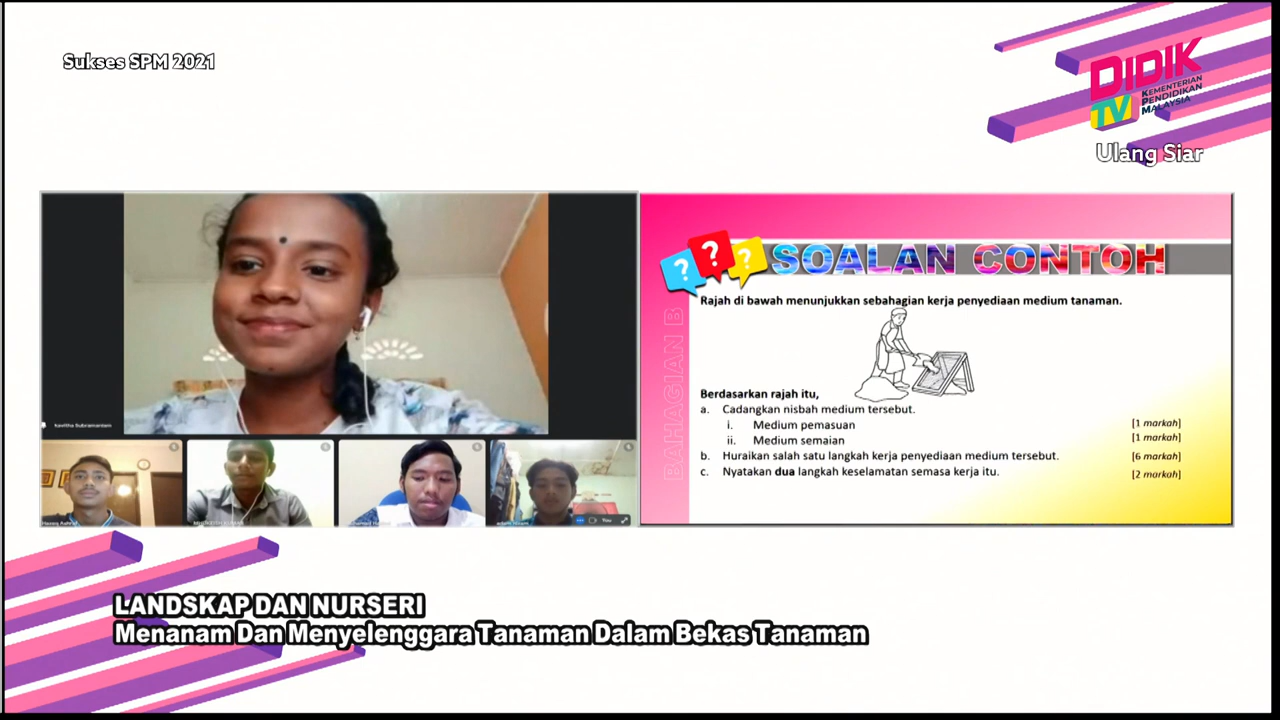 Sukses SPM 2021
DIDIK
TV
KEMENTERIAN
PENDIDIKAN
MALAYSIA
Ulang Siar
? ? ?
SOALAN CONTOH
BAHAGIAN B
Rajah di bawah menunjukkan sebahagian kerja penyediaan medium tanaman.
Berdasarkan rajah itu,
a. Cadangkan nisbah medium tersebut.
i. Medium pemasuan [1 markah]
ii. Medium semaian [1 markah]
b. Huraikan salah satu langkah kerja penyediaan medium tersebut. [6 markah]
c. Nyatakan dua langkah keselamatan semasa kerja itu. [2 markah]
kavitha Subramaniam
You
LANDSKAP DAN NURSERI
Menanam Dan Menyelenggara Tanaman Dalam Bekas Tanaman